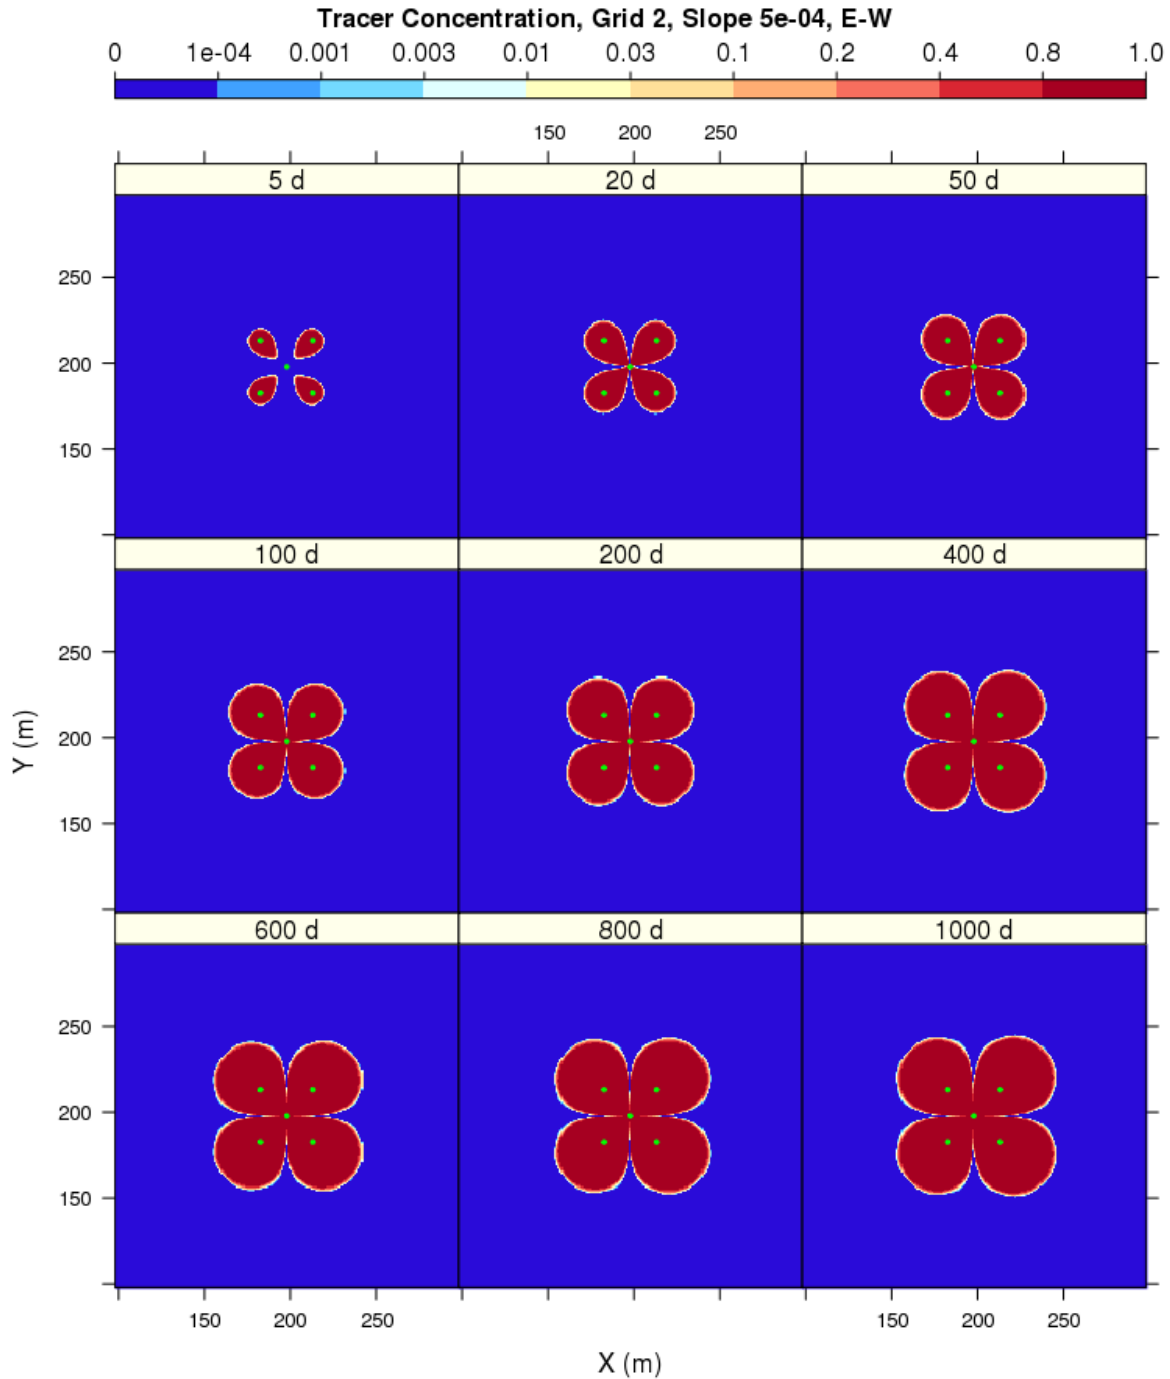 Tracer Concentration, Grid 2, Slope 5e-04, E-W
0 1e-04 0.001 0.003 0.01 0.03 0.1 0.2 0.4 0.8 1.0
150 200 250
5 d 20 d 50 d
250
200
150
100 d 200 d 400 d
250
200
150
Y (m)
600 d 800 d 1000 d
250
200
150
150 200 250 150 200 250
X (m)